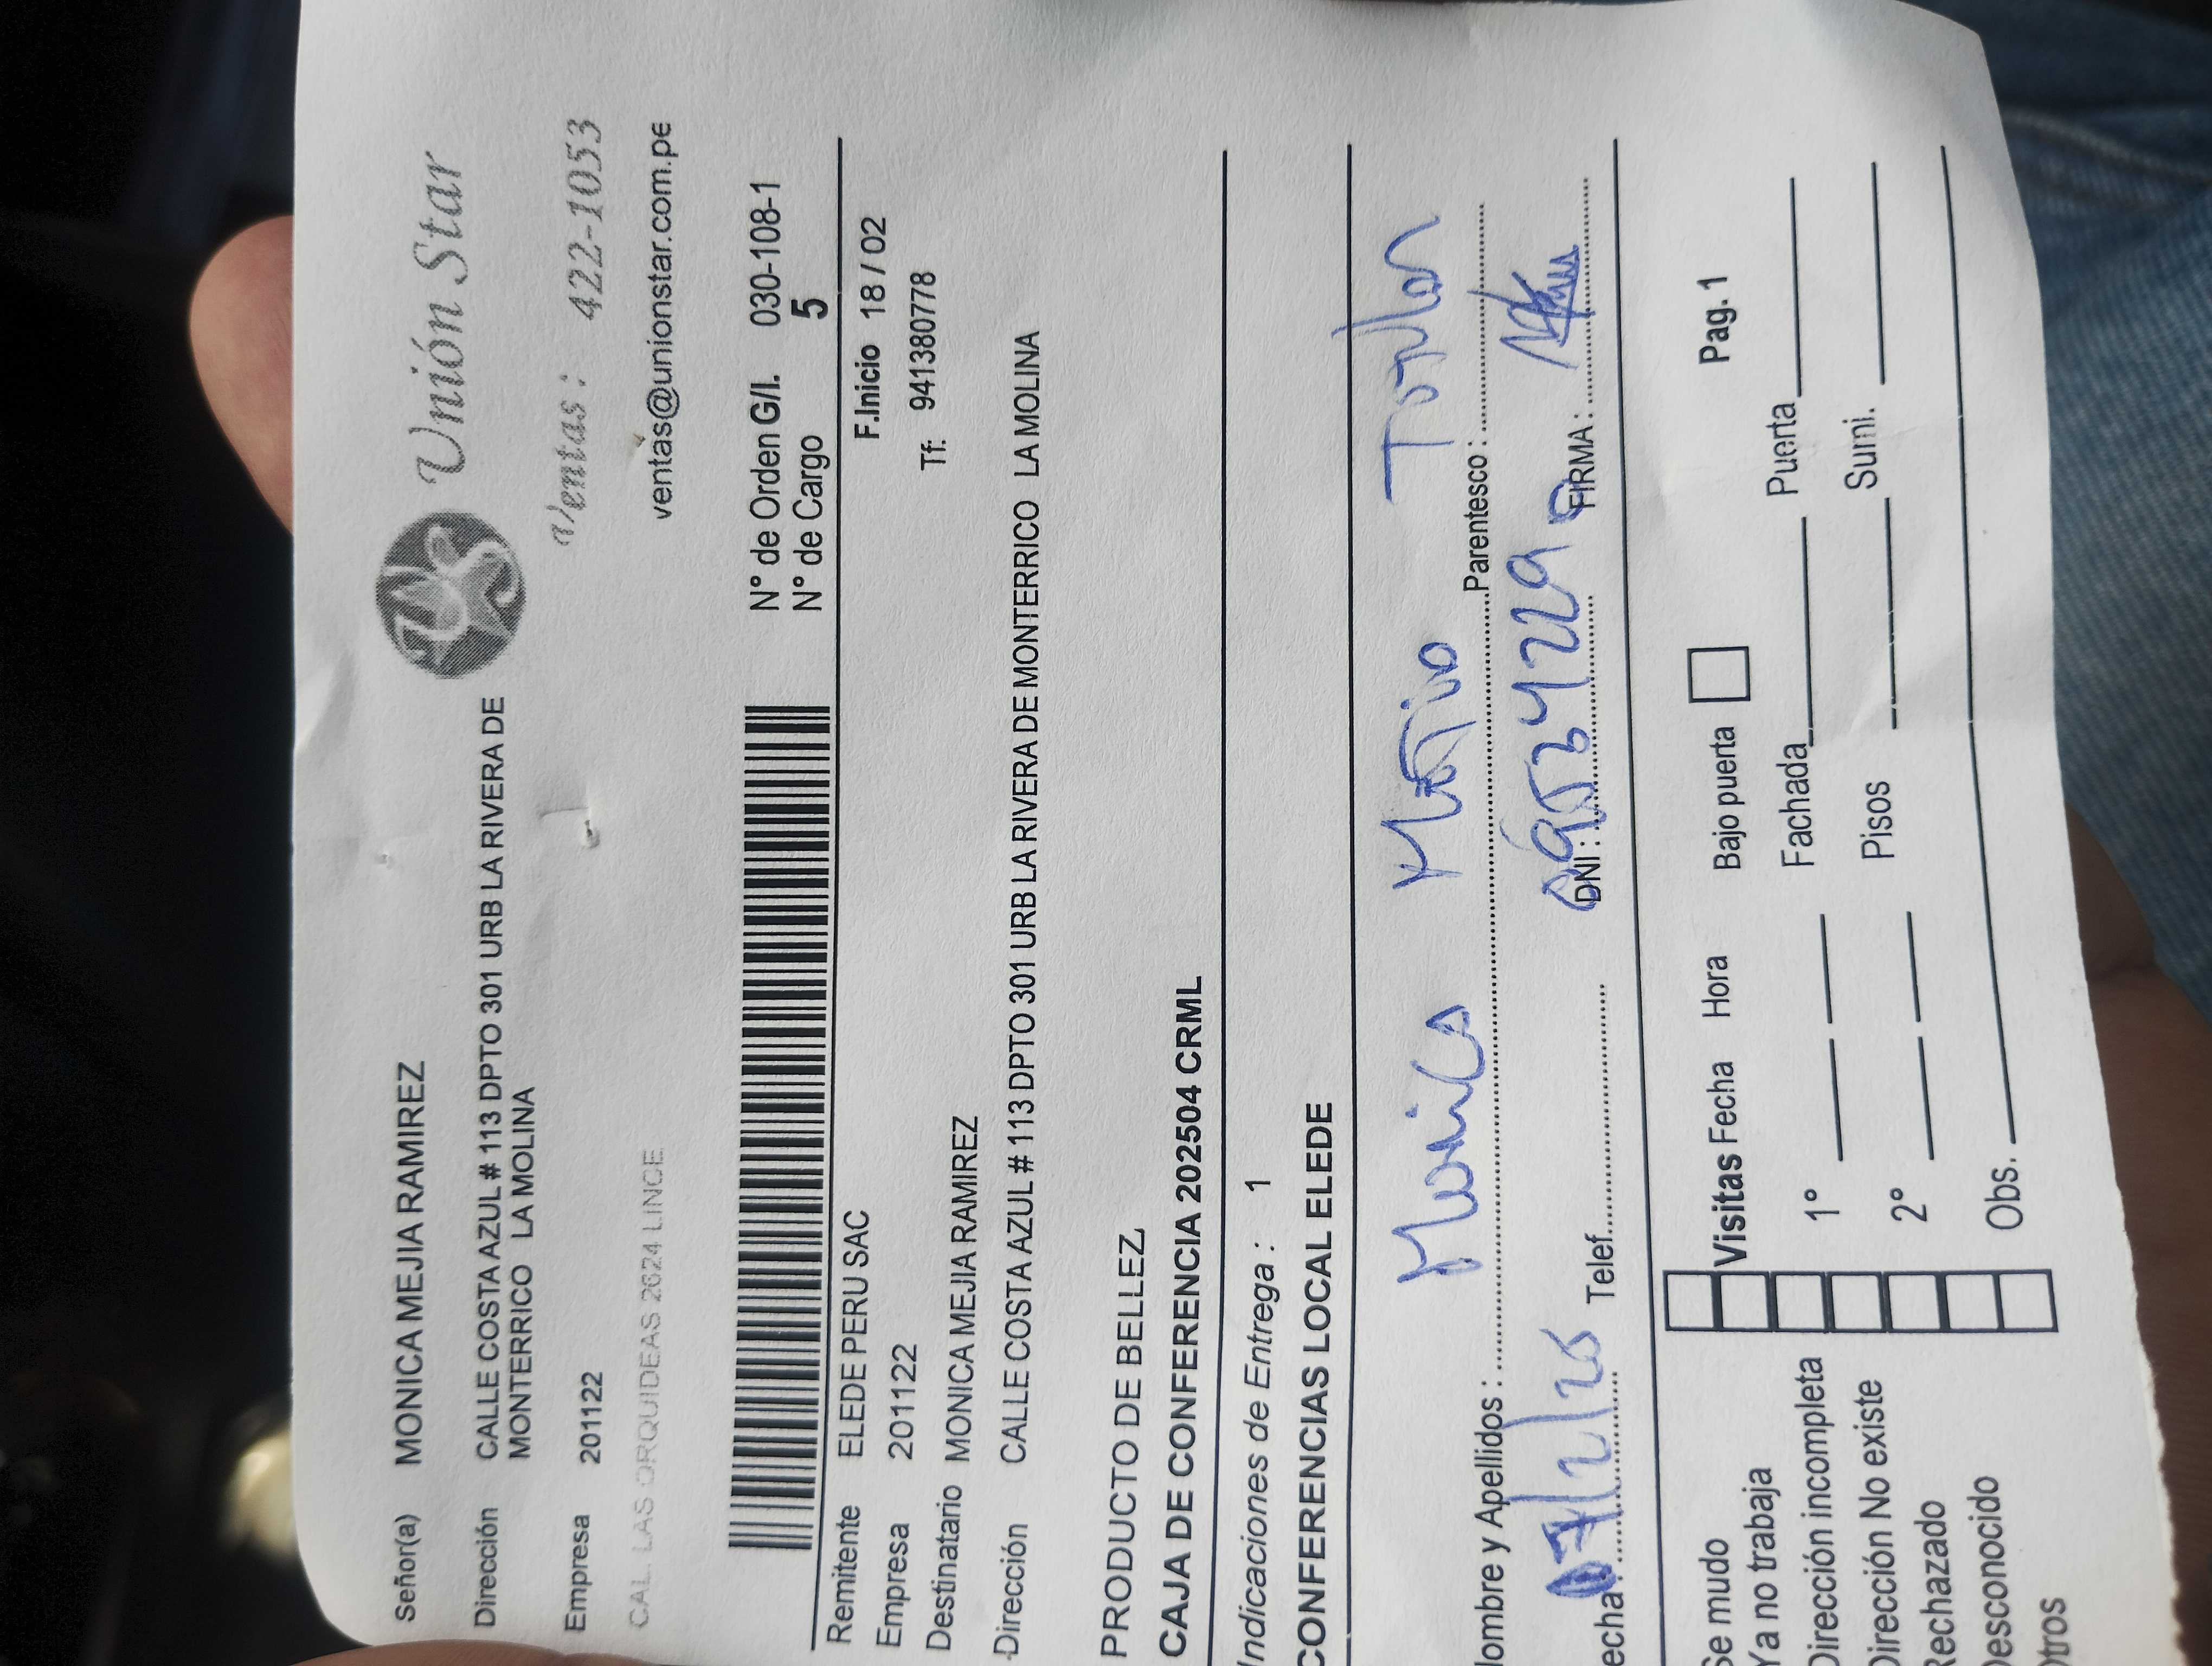 Señor(a) MONICA MEJIA RAMIREZ
Unión Star
Dirección CALLE COSTA AZUL # 113 DPTO 301 URB LA RIVERA DE
MONTERRICO LA MOLINA
Ventas : 422-1053
Empresa 201122
ventas@unionstar.com.pe
CAL. LAS ORQUIDEAS 2624 LINCE
N° de Orden G/I. 030-108-1
N° de Cargo 5
Remitente ELEDE PERU SAC
F.Inicio 18 / 02
Empresa 201122
Tf. 941380778
Destinatario MONICA MEJIA RAMIREZ
Dirección CALLE COSTA AZUL # 113 DPTO 301 URB LA RIVERA DE MONTERRICO LA MOLINA
PRODUCTO DE BELLEZ
CAJA DE CONFERENCIA 202504 CRML
Indicaciones de Entrega : 1
CONFERENCIAS LOCAL ELEDE
Monica Titular
ombre y Apellidos : Parentesco :
echa Telef. DNI : FIRMA :
Se mudo
Ya no trabaja
Dirección incompleta
Dirección No existe
Rechazado
Desconocido
Otros
Visitas Fecha Hora Bajo puerta Pag. 1
1° Fachada Puerta
2° Pisos Sumi.
Obs.